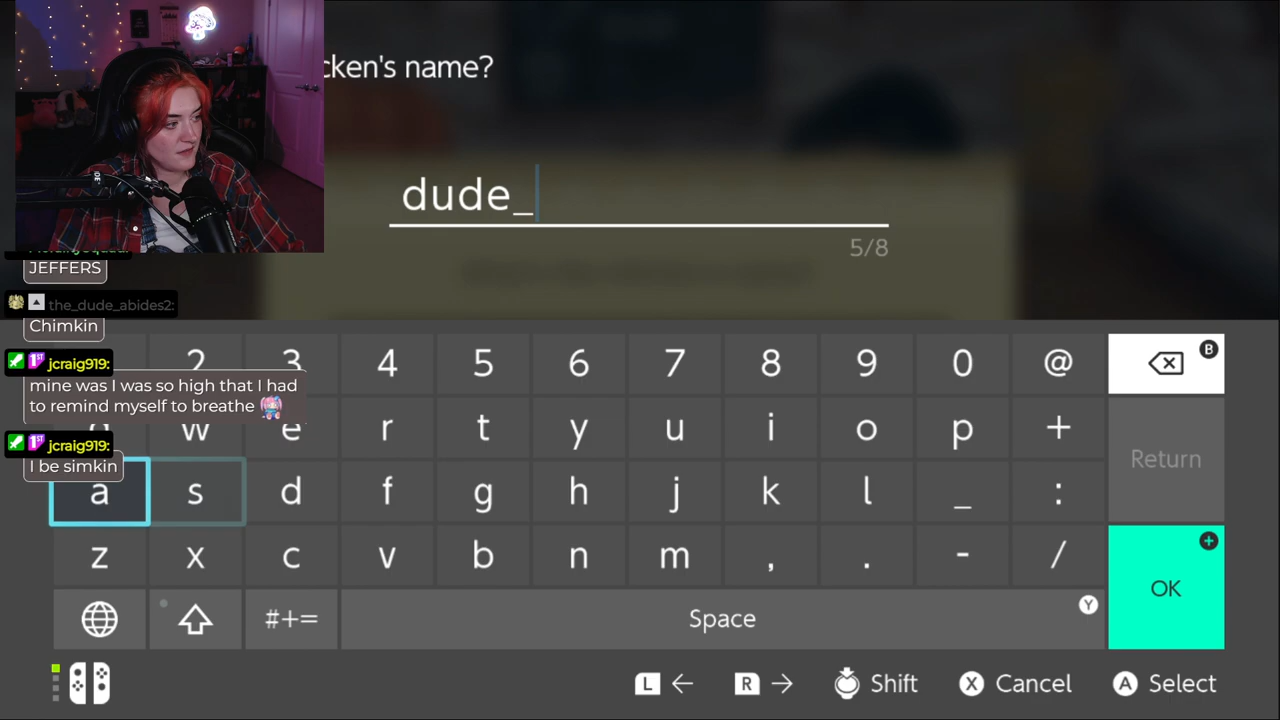 cken's name?
dude_
5/8
JEFFERS
the_dude_abides2:
Chimkin
jcraig919:
mine was I was so high that I had
to remind myself to breathe
jcraig919:
I be simkin
2 3 4 5 6 7 8 9 0 @ B
w e r t y u i o p + Return
a s d f g h j k l _ :
z x c v b n m , . - / + OK
#+= Space Y
L ← R → Shift X Cancel A Select